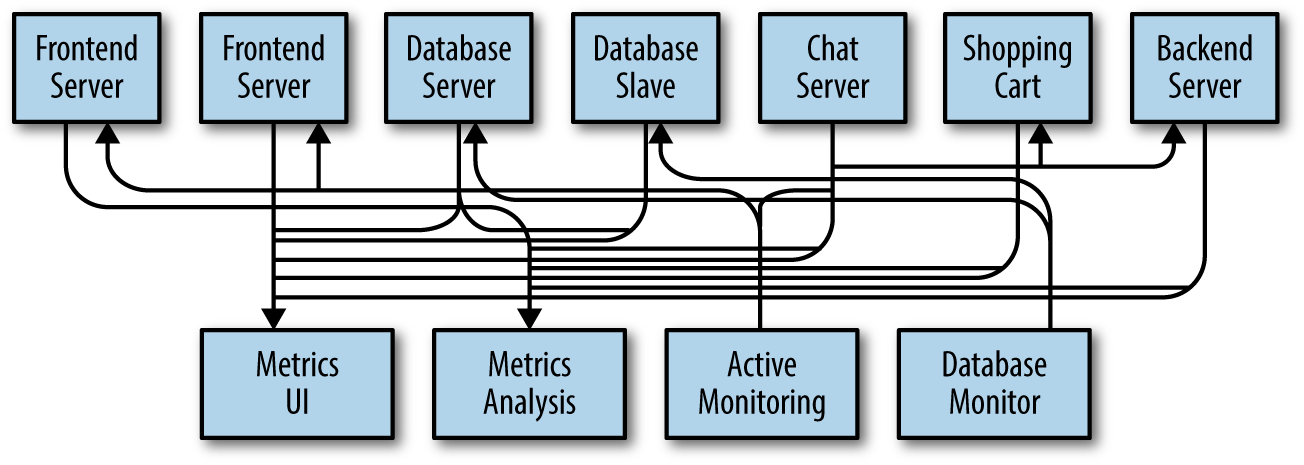 Frontend
Server
Frontend
Server
Database
Server
Database
Slave
Chat
Server
Shopping
Cart
Backend
Server
Metrics
UI
Metrics
Analysis
Active
Monitoring
Database
Monitor